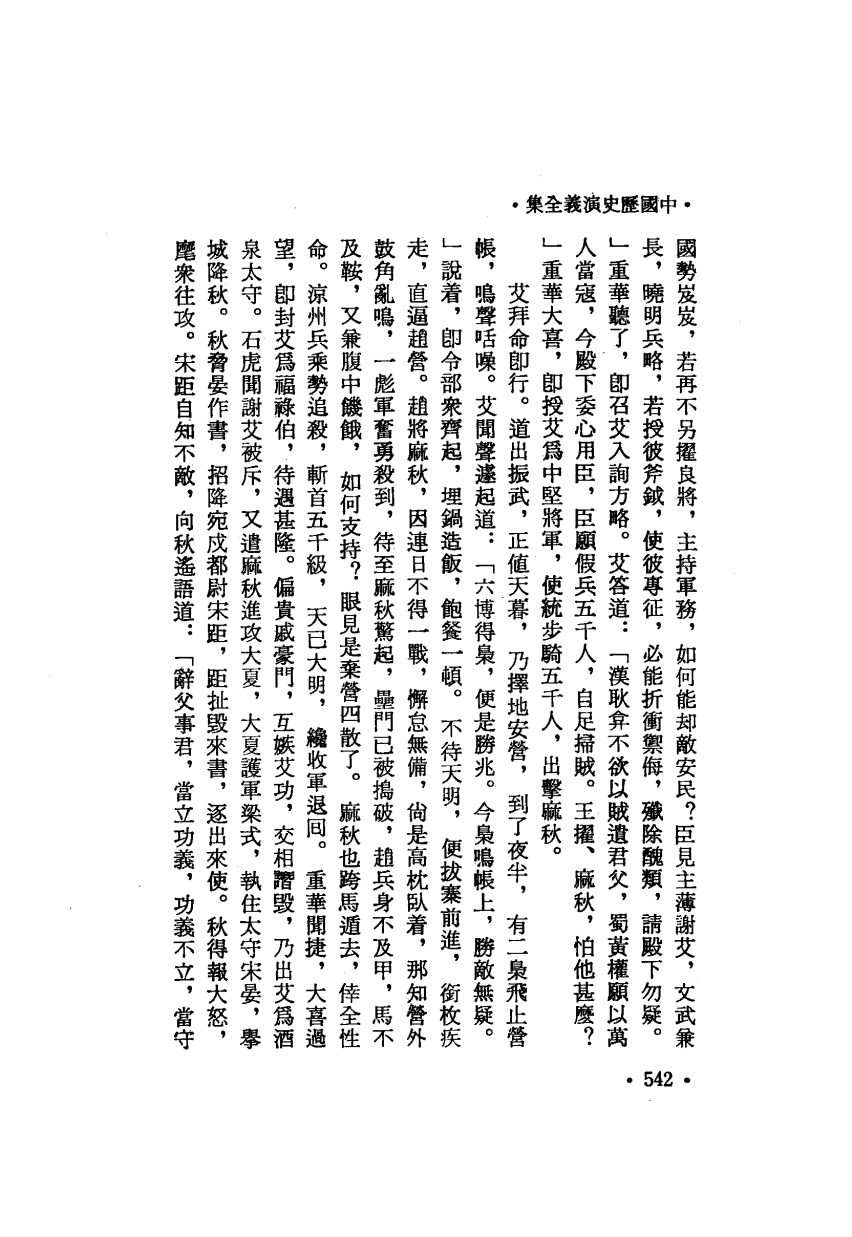 •中國歷史演義全集•
國勢岌岌，若再不另擢良將，主持軍務，如何能却敵安民？臣見主薄謝艾，文武兼
長，曉明兵略，若授彼斧鉞，使彼專征，必能折衝禦侮，殲除醜類，請殿下勿疑。
」重華聽了，卽召艾入詢方略。艾答道：「漢耿弇不欲以賊遺君父，蜀黃權願以萬
人當寇，今殿下委心用臣，臣願假兵五千人，自足掃賊。王擢、麻秋，怕他甚麼？
」重華大喜，卽授艾爲中堅將軍，使統步騎五千人，出擊麻秋。
艾拜命卽行。道出振武，正値天暮，乃擇地安營，到了夜半，有二梟飛止營
帳，鳴聲咶噪。艾聞聲遽起道：「六博得梟，便是勝兆。今梟鳴帳上，勝敵無疑。
」說着，卽令部衆齊起，埋鍋造飯，飽餐一頓。不待天明，便拔寨前進，銜枚疾
走，直逼趙營。趙將麻秋，因連日不得一戰，懈怠無備，尙是高枕臥着，那知營外
鼓角亂鳴，一彪軍奮勇殺到，待至麻秋驚起，壘門已被搗破，趙兵身不及甲，馬不
及鞍，又兼腹中饑餓，如何支持？眼見是棄營四散了。麻秋也跨馬遁去，倖全性
命。涼州兵乘勢追殺，斬首五千級，天已大明，纔收軍退囘。重華聞捷，大喜過
望，卽封艾爲福祿伯，待遇甚隆。偏貴戚豪門，互嫉艾功，交相譖毀，乃出艾爲酒
泉太守。石虎聞謝艾被斥，又遣麻秋進攻大夏，大夏護軍梁式，執住太守宋晏，擧
城降秋。秋脅晏作書，招降宛戍都尉宋距，距扯毀來書，逐出來使。秋得報大怒，
麾衆往攻。宋距自知不敵，向秋遙語道：「辭父事君，當立功義，功義不立，當守
•542•